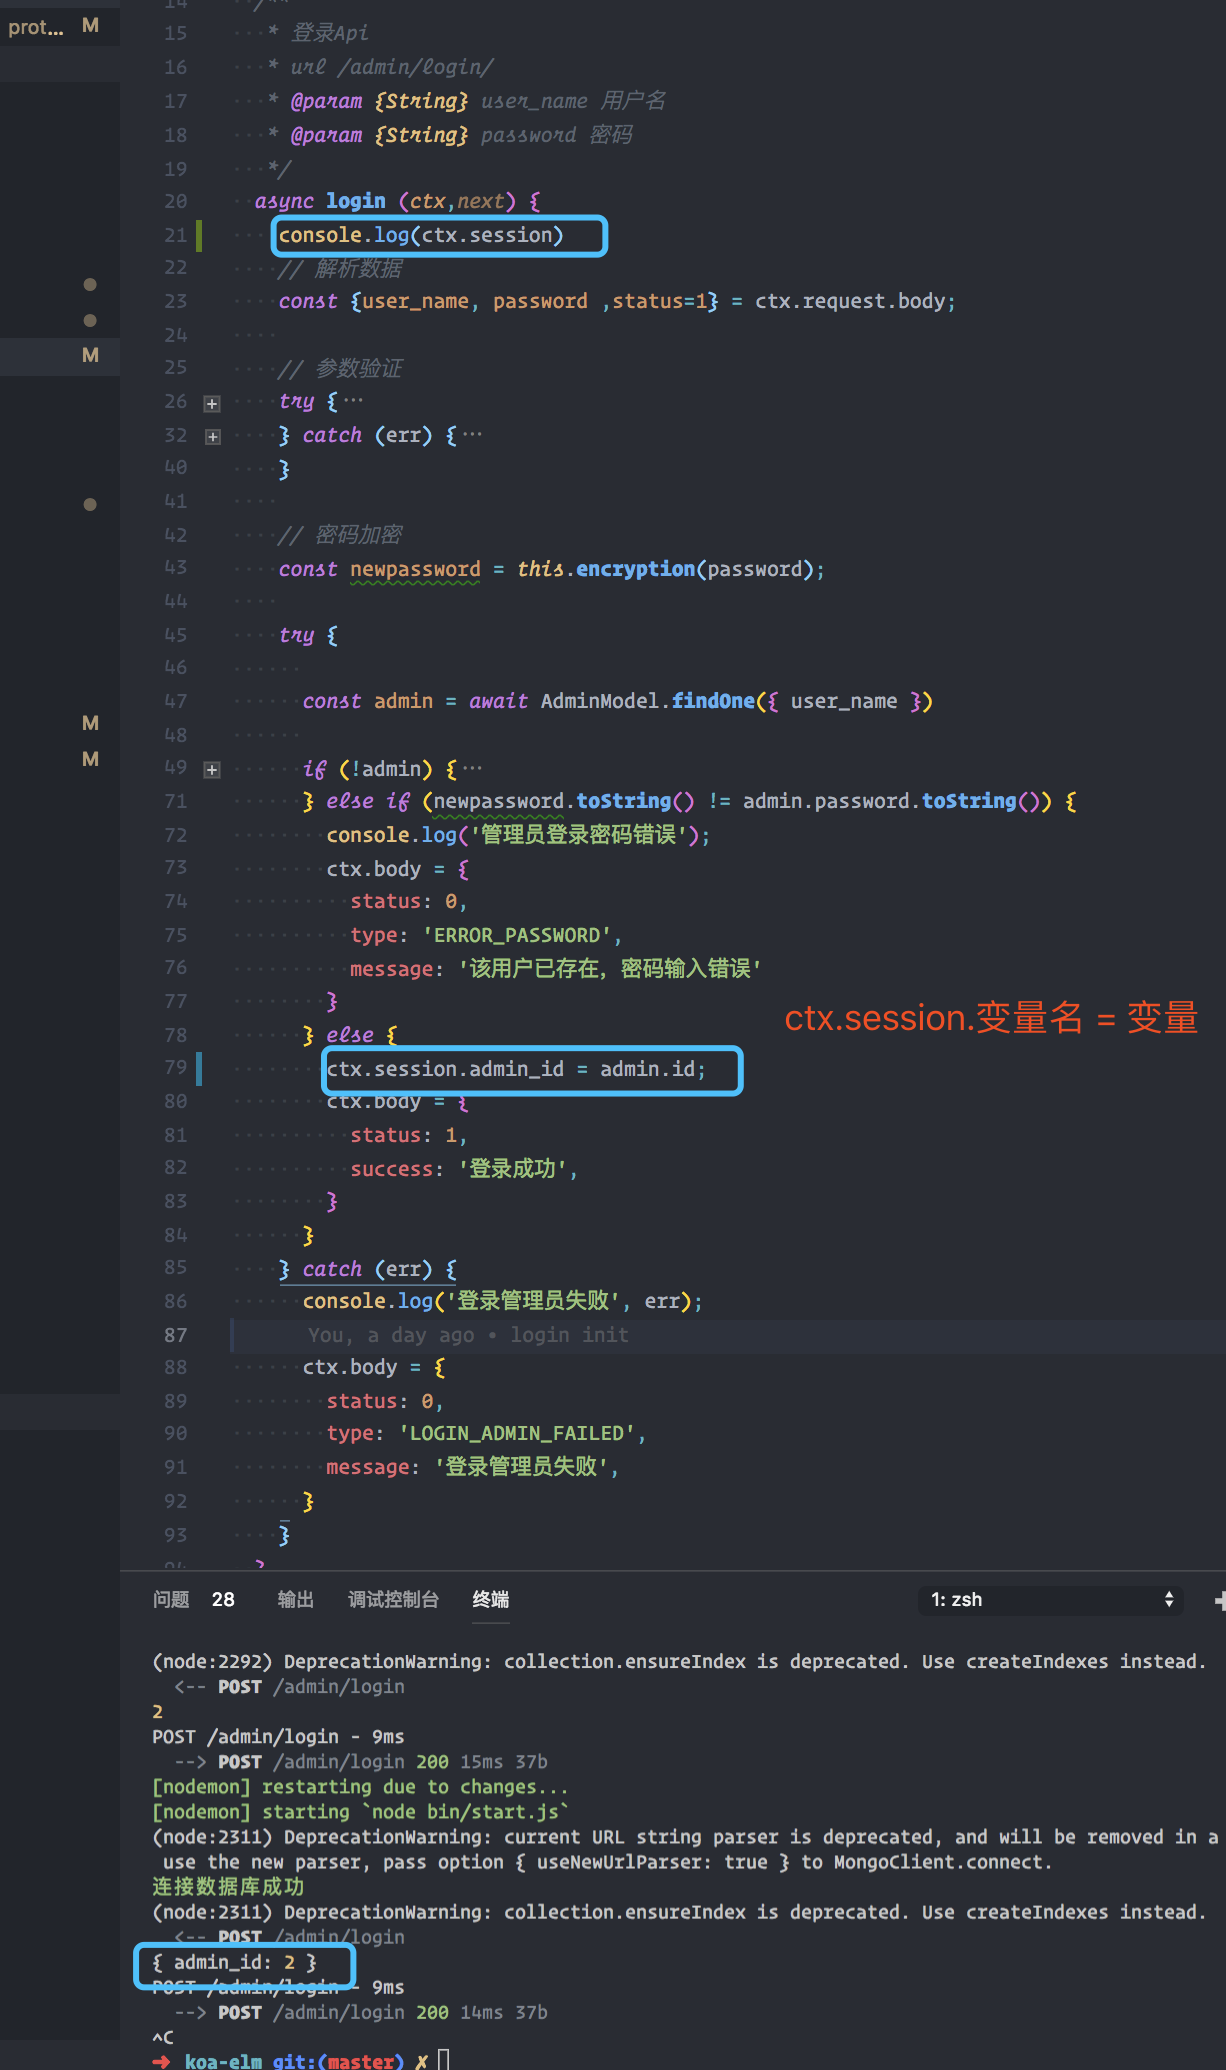 prot... M
14 /**
15 * 登录Api
16 * url /admin/login/
17 * @param {String} user_name 用户名
18 * @param {String} password 密码
19 */
20 async login (ctx,next) {
21 console.log(ctx.session)
22 // 解析数据
23 const {user_name, password ,status=1} = ctx.request.body;
24
M
25 // 参数验证
26 try {···
32 } catch (err) {···
40 }
41
42 // 密码加密
43 const newpassword = this.encryption(password);
44
45 try {
46
47 const admin = await AdminModel.findOne({ user_name })
M
48
M
49 if (!admin) {···
71 } else if (newpassword.toString() != admin.password.toString()) {
72 console.log('管理员登录密码错误');
73 ctx.body = {
74 status: 0,
75 type: 'ERROR_PASSWORD',
76 message: '该用户已存在，密码输入错误'
77 }
ctx.session.变量名 = 变量
78 } else {
79 ctx.session.admin_id = admin.id;
80 ctx.body = {
81 status: 1,
82 success: '登录成功',
83 }
84 }
85 } catch (err) {
86 console.log('登录管理员失败', err);
87 You, a day ago • login init
88 ctx.body = {
89 status: 0,
90 type: 'LOGIN_ADMIN_FAILED',
91 message: '登录管理员失败',
92 }
93 }
94 }
问题 28 输出 调试控制台 终端 1: zsh
(node:2292) DeprecationWarning: collection.ensureIndex is deprecated. Use createIndexes instead.
<-- POST /admin/login
2
POST /admin/login - 9ms
--> POST /admin/login 200 15ms 37b
[nodemon] restarting due to changes...
[nodemon] starting `node bin/start.js`
(node:2311) DeprecationWarning: current URL string parser is deprecated, and will be removed in a
use the new parser, pass option { useNewUrlParser: true } to MongoClient.connect.
连接数据库成功
(node:2311) DeprecationWarning: collection.ensureIndex is deprecated. Use createIndexes instead.
<-- POST /admin/login
{ admin_id: 2 }
POST /admin/login - 9ms
--> POST /admin/login 200 14ms 37b
^C
➜ koa-elm git:(master) ✗